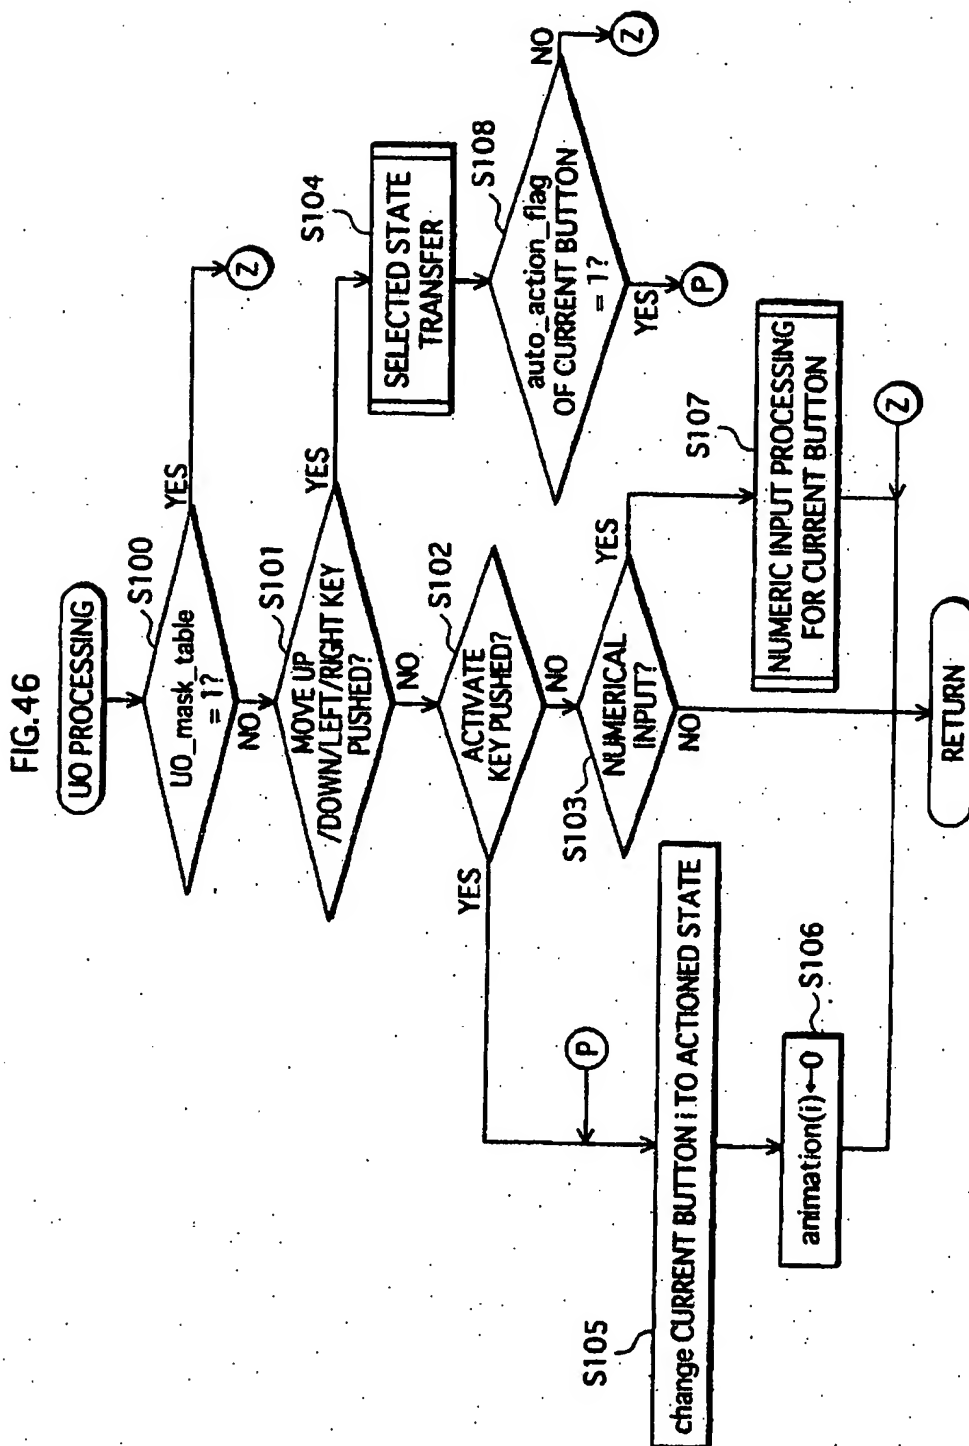 FIG.46
UO PROCESSING
S100
UO_mask_table
= 1?
YES
Z
NO
S101
MOVE UP
/DOWN/LEFT/RIGHT KEY
PUSHED?
YES
NO
S104
SELECTED STATE
TRANSFER
S108
auto_action_flag
OF CURRENT BUTTON
= 1?
NO
Z
YES
P
S102
ACTIVATE
KEY PUSHED?
YES
NO
S103
NUMERICAL
INPUT?
YES
NO
S107
NUMERIC INPUT PROCESSING
FOR CURRENT BUTTON
Z
P
S105
change CURRENT BUTTON i TO ACTIONED STATE
S106
animation(i)←0
RETURN